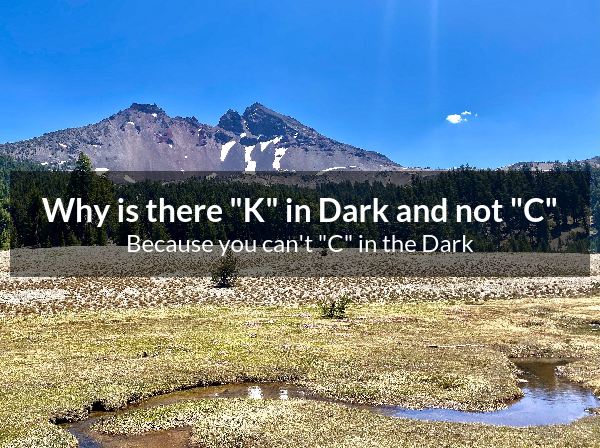 Why is there "K" in Dark and not "C"
Because you can't "C" in the Dark